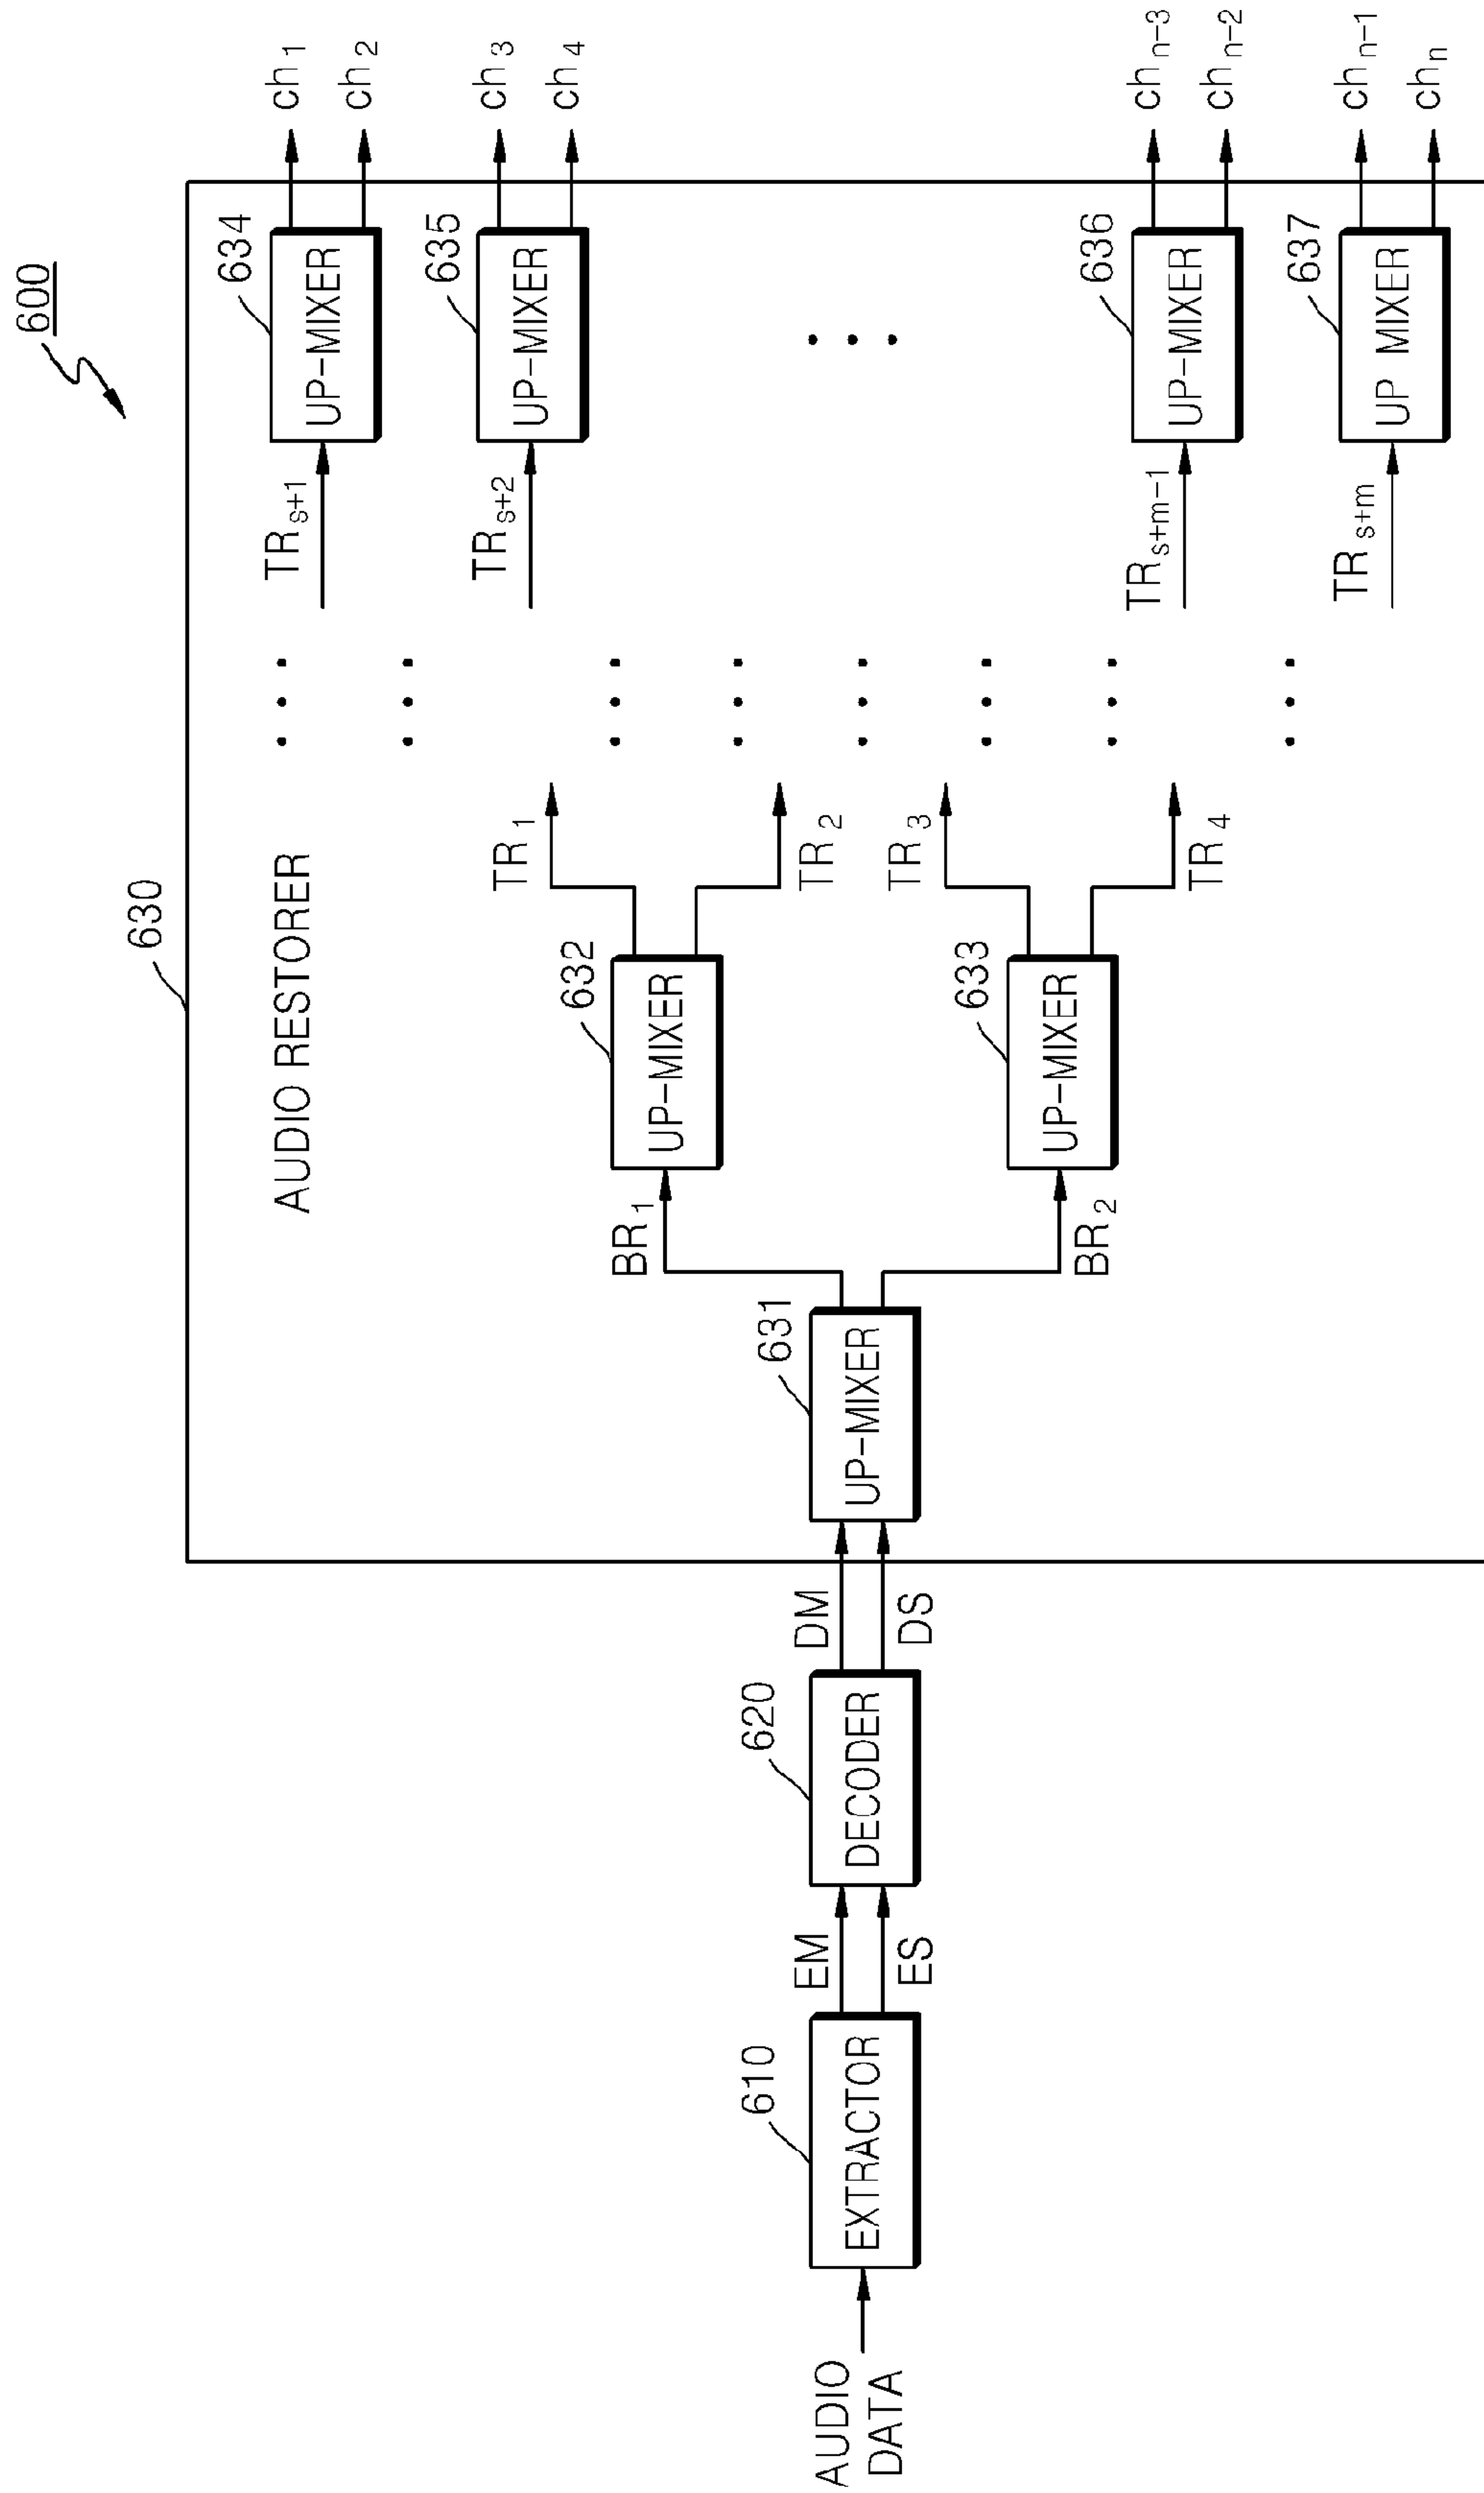 600
630
AUDIO RESTORER
AUDIO
DATA
610
EXTRACTOR
EM
ES
620
DECODER
DM
DS
631
UP-MIXER
BR1
BR2
632
UP-MIXER
633
UP-MIXER
TR1
TR2
TR3
TR4
TRs+1
634
UP-MIXER
ch1
ch2
TRs+2
635
UP-MIXER
ch3
ch4
TRs+m-1
636
UP-MIXER
chn-3
chn-2
TRs+m
637
UP MIXER
chn-1
chn